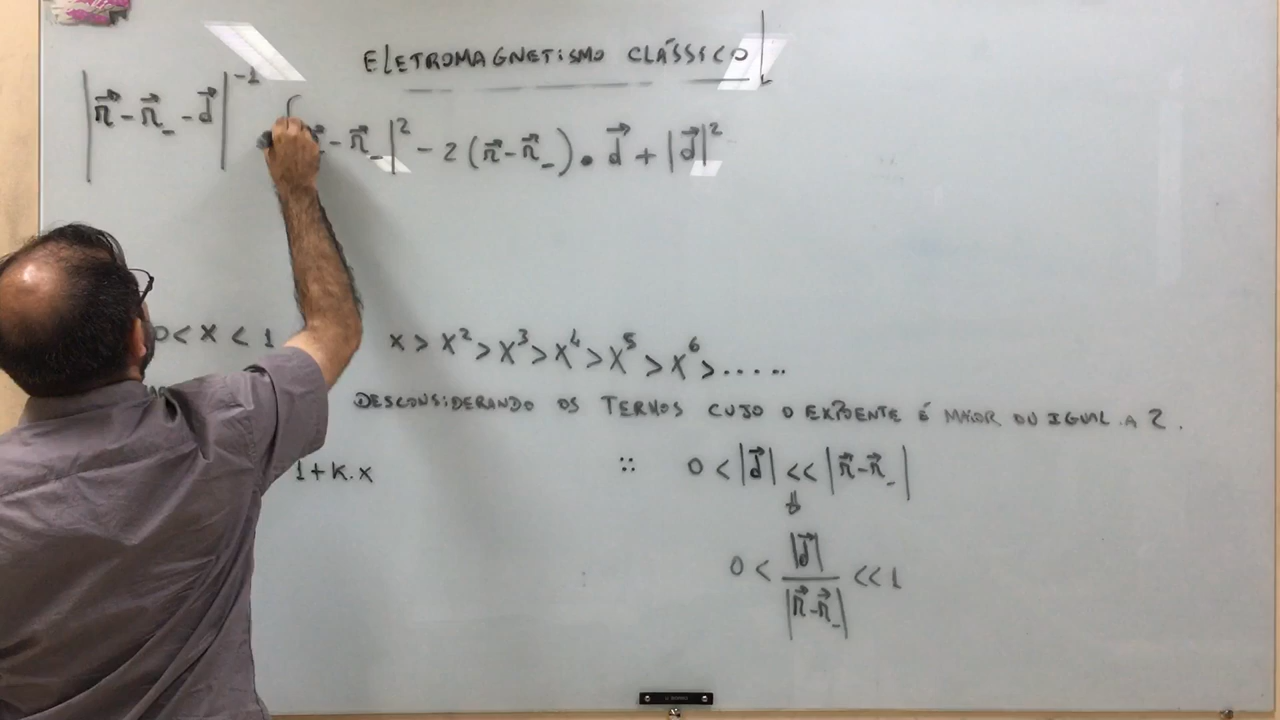 ELETROMAGNETISMO CLÁSSICO
|r⃗ - r⃗_ - d⃗|⁻¹ ( r⃗ - r⃗_|² - 2 (r⃗ - r⃗_) • d⃗ + |d⃗|²
0 < x < 1 x > x² > x³ > x⁴ > x⁵ > x⁶ > .....
DESCONSIDERANDO OS TERMOS CUJO O EXPOENTE É MAIOR OU IGUAL A 2.
1 + k.x :: 0 < |d⃗| << |r⃗ - r⃗_|
0 < |d⃗| / |r⃗ - r⃗_| << 1